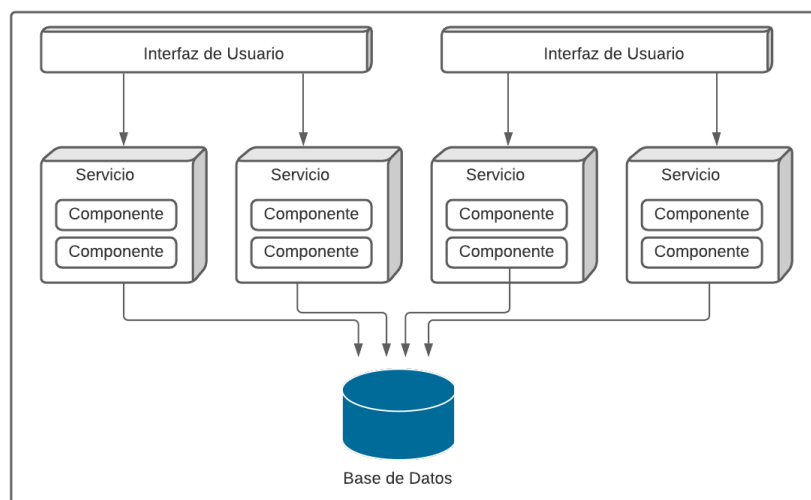 Interfaz de Usuario
Interfaz de Usuario
Servicio
Componente
Componente
Servicio
Componente
Componente
Servicio
Componente
Componente
Servicio
Componente
Componente
Base de Datos